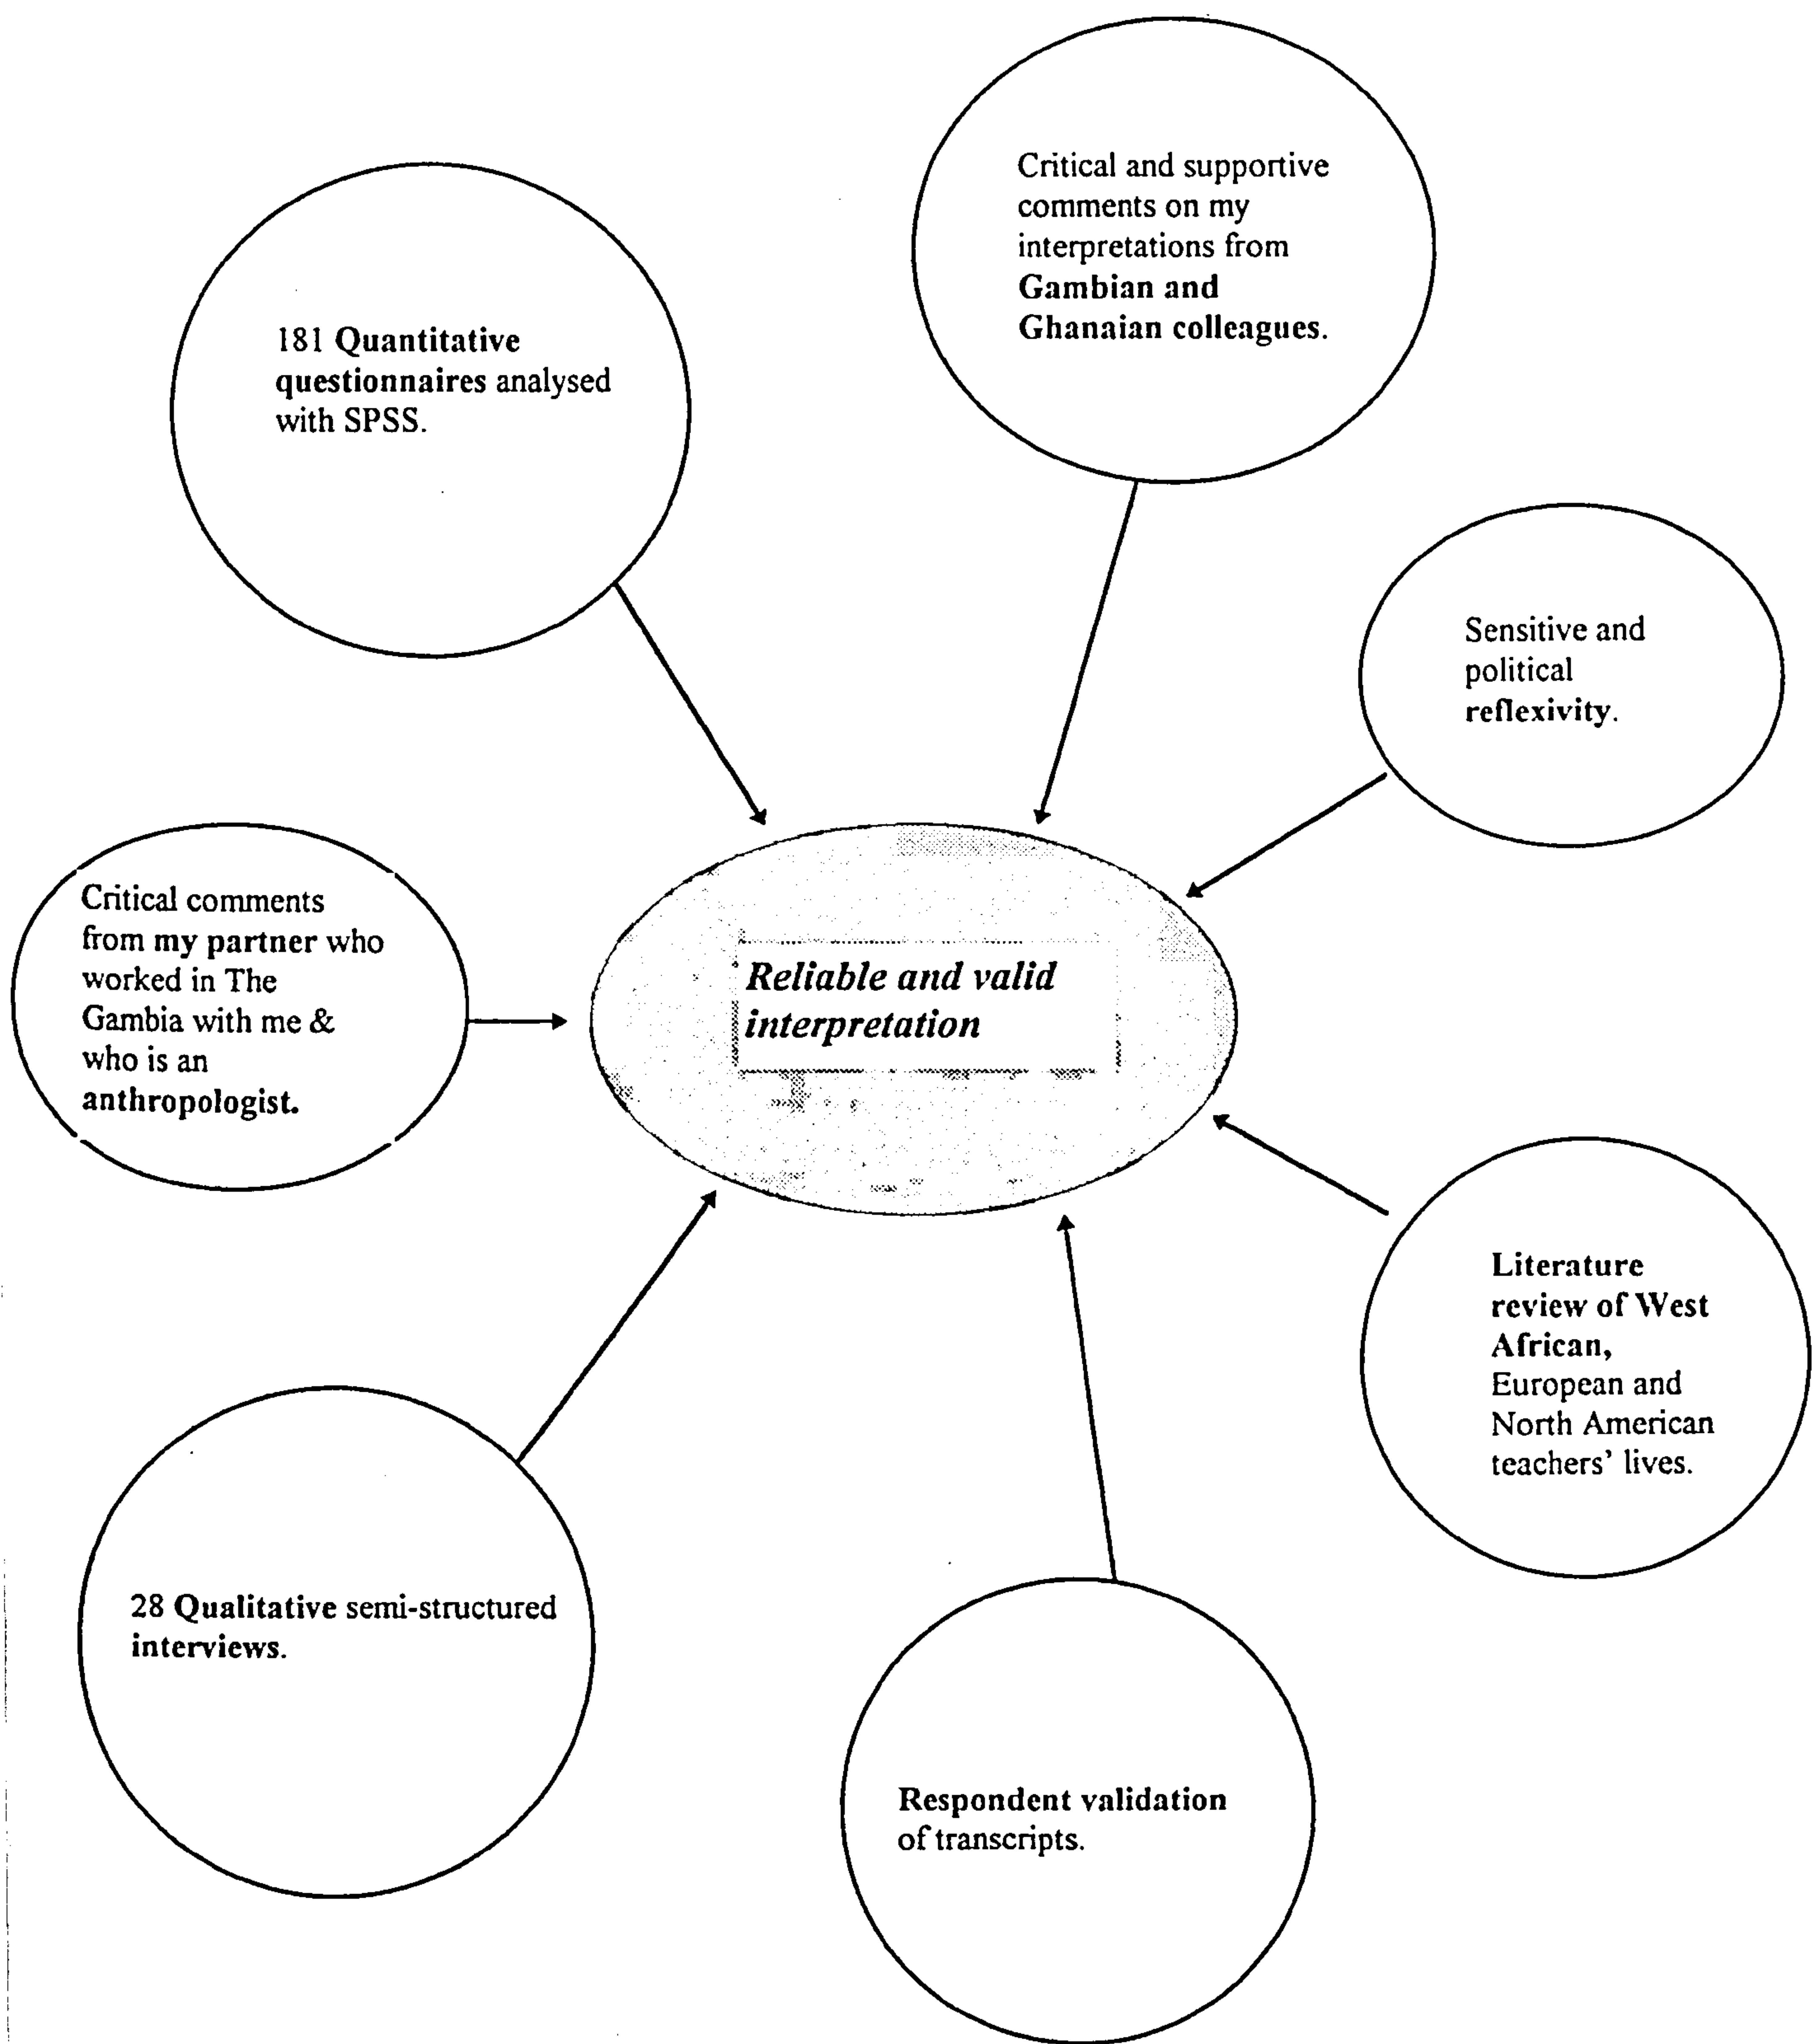 Critical and supportive
comments on my
interpretations from
Gambian and
Ghanaian colleagues.
181 Quantitative
questionnaires analysed
with SPSS.
Sensitive and
political
reflexivity.
Critical comments
from my partner who
worked in The
Gambia with me &
who is an
anthropologist.
Reliable and valid
interpretation
Literature
review of West
African,
European and
North American
teachers' lives.
28 Qualitative semi-structured
interviews.
Respondent validation
of transcripts.